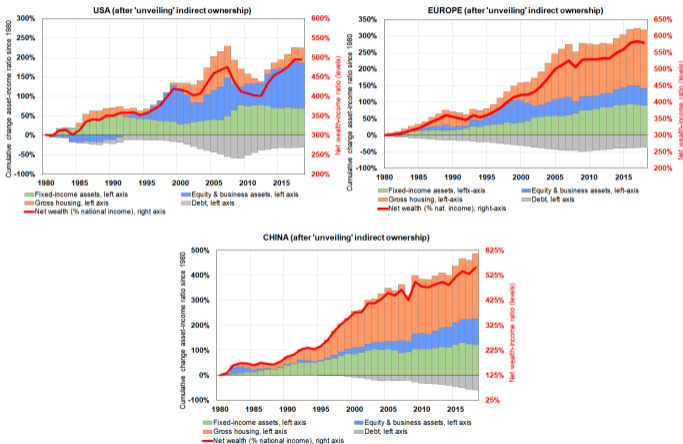 USA (after 'unveiling' indirect ownership)
Cumulative change asset-income ratio since 1980
300%
250%
200%
150%
100%
50%
0%
-50%
-100%
600%
550%
500%
450%
400%
350%
300%
250%
200%
Net wealth-income ratio (levels)
1980 1985 1990 1995 2000 2005 2010 2015
Fixed-income assets, left axis
Equity & business assets, left axis
Gross housing, left axis
Debt, left axis
Net wealth (% national income), right axis
EUROPE (after 'unveiling' indirect ownership)
Cumulative change asset-income ratio since 1980
350%
300%
250%
200%
150%
100%
50%
0%
-50%
-100%
650%
600%
550%
500%
450%
400%
350%
300%
250%
200%
Net wealth-income ratio (levels)
1980 1985 1990 1995 2000 2005 2010 2015
Fixed-income assets, leftx-axis
Equity & business assets, left-axis
Gross housing, left-axis
Debt, left-axis
Net wealth (% nat. income), right-axis
CHINA (after 'unveiling' indirect ownership)
Cumulative change asset-income ratio since 1980
500%
400%
300%
200%
100%
0%
-100%
625%
525%
425%
325%
225%
125%
25%
Net wealth-income ratio (levels)
1980 1985 1990 1995 2000 2005 2010 2015
Fixed-income assets, left axis
Equity & business assets, left axis
Gross housing, left axis
Debt, left axis
Net wealth (% national income), right axis